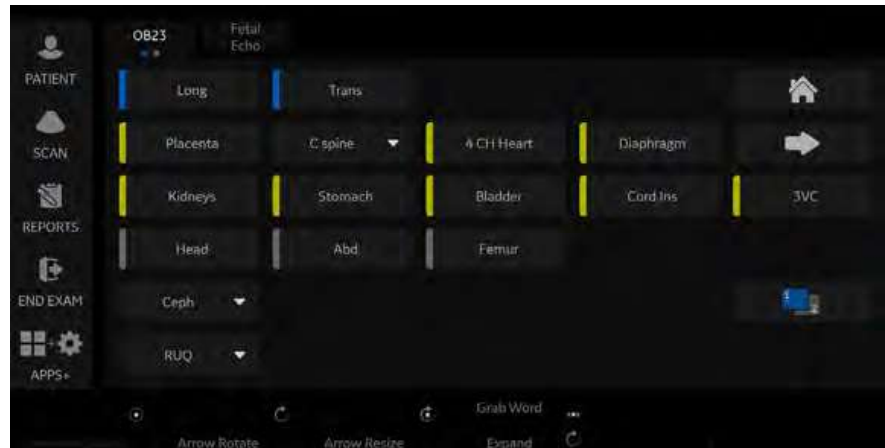 OB23
Fetal
Echo
PATIENT
Long
Trans
SCAN
Placenta
C spine
4 CH Heart
Diaphragm
REPORTS
Kidneys
Stomach
Bladder
Cord Ins
3VC
END EXAM
Head
Abd
Femur
Ceph
APPS+
RUQ
Grab Word
Arrow Rotate
Arrow Resize
Expand